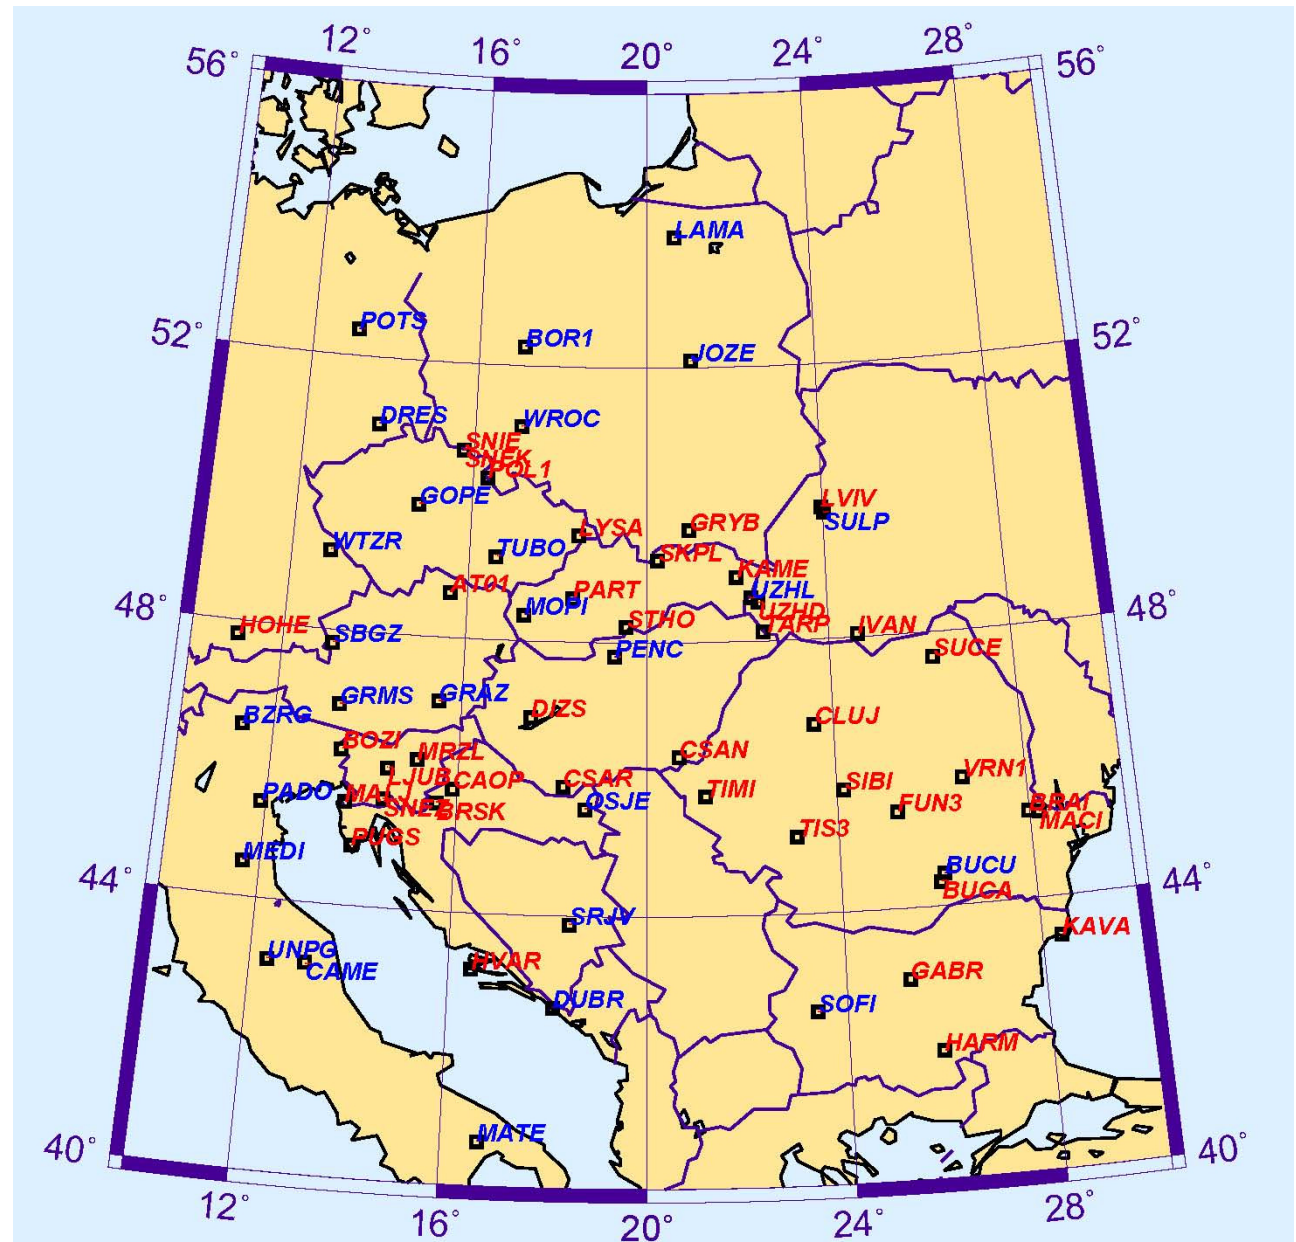 12° 16° 20° 24° 28°
56° 56°
LAMA
POTS
BOR1
52° 52°
JOZE
DRES
WROC
SNIE
SNEK
POL1
GOPE
LVIV
SULP
LYSA
GRYB
WTZR
TUBO
SKPL
KAME
AT01
PART
UZHL
MOPI
UZHD
48° 48°
HOHE
SBGZ
STHO
TARP
IVAN
PENC
SUCE
GRMS
GRAZ
BZRG
DIZS
CLUJ
BOZI
MRZL
CSAN
LJUB
CAOP
CSAR
SIBI
VRN1
PADO
MALJ
OSJE
TIMI
SNEZ
BRSK
FUN3
BRAI
MACI
PUGS
TIS3
MEDI
BUCU
44° 44°
BUCA
SRJV
KAVA
UNPG
CAME
HVAR
GABR
DUBR
SOFI
HARM
MATE
40° 40°
12° 16° 20° 24° 28°